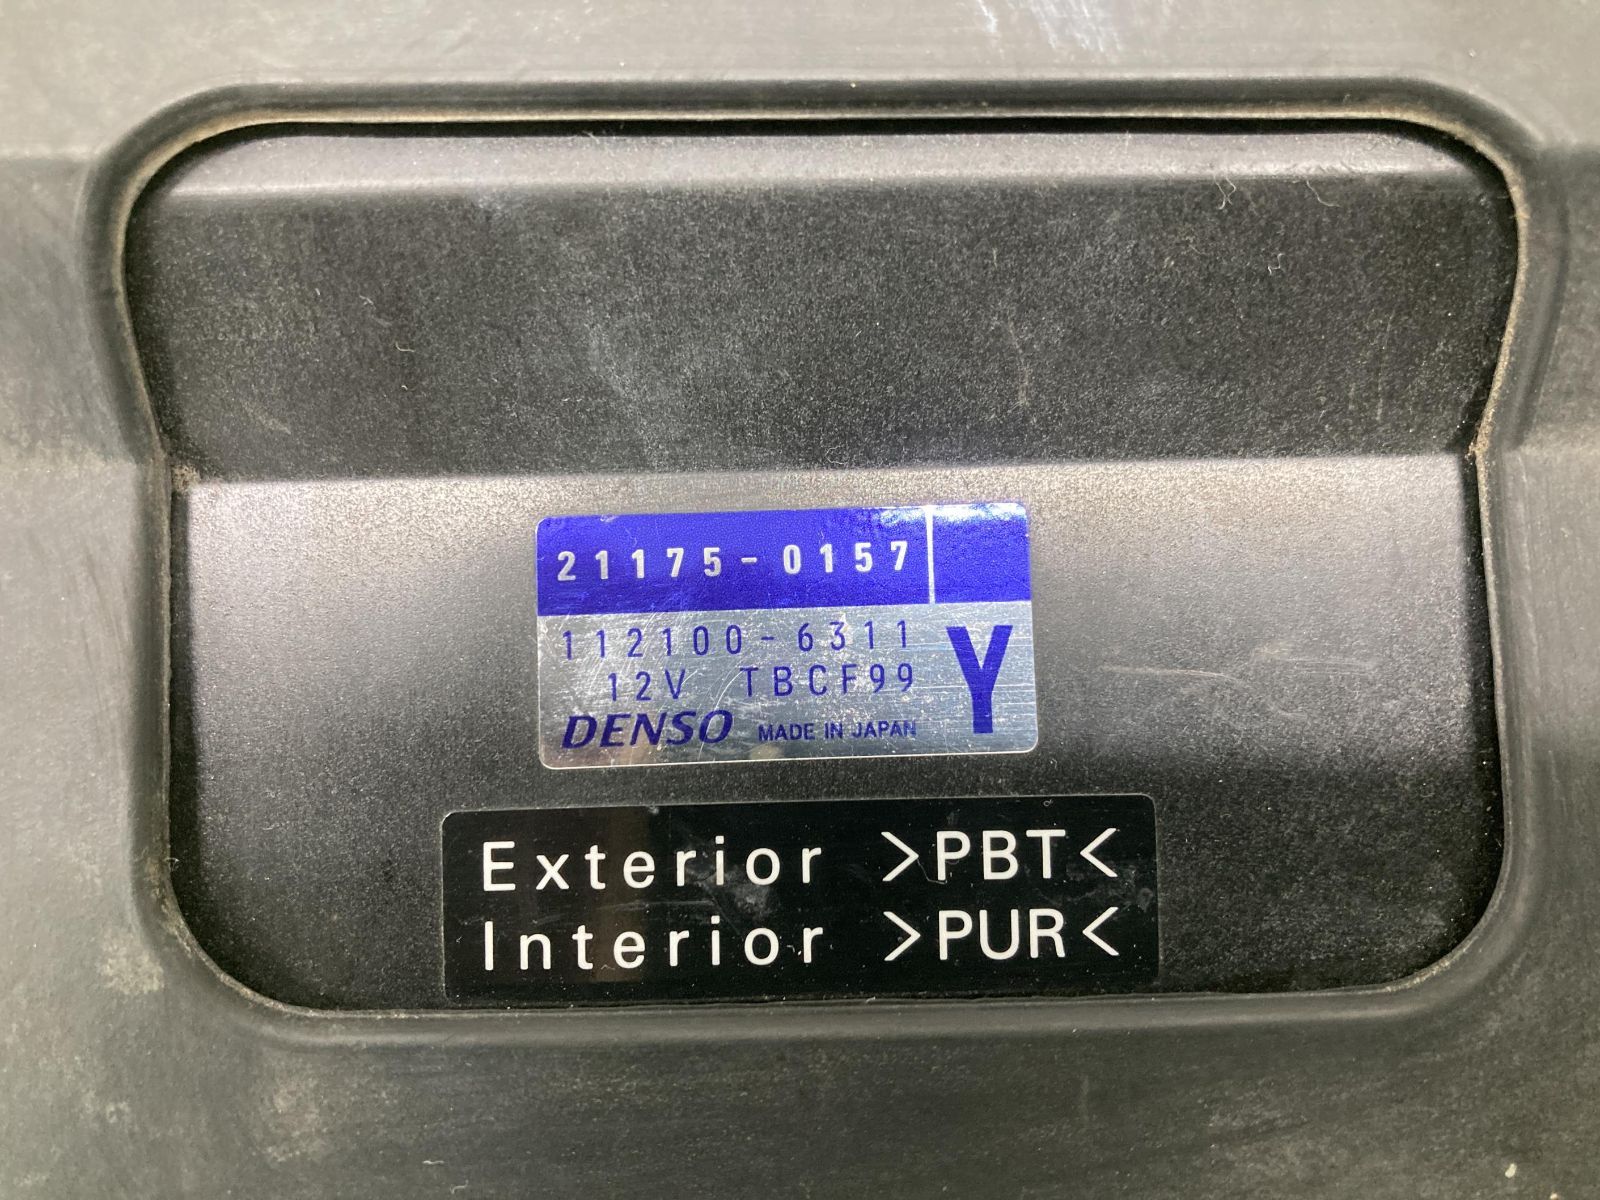 21175-0157
112100-6311
12V TBCF99
Y
DENSO MADE IN JAPAN
Exterior >PBT<
Interior >PUR<